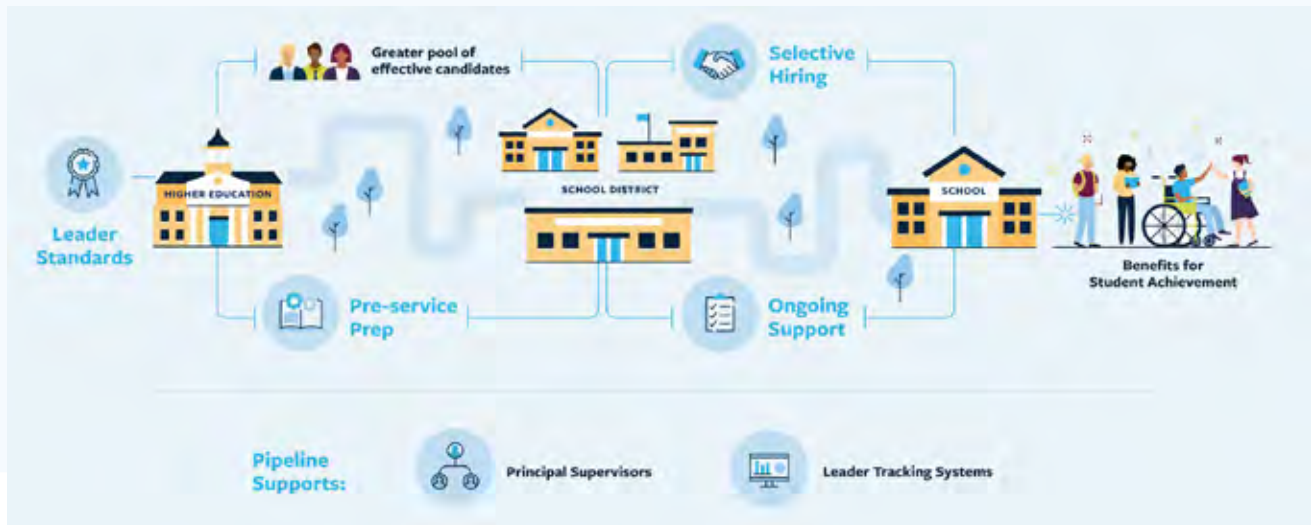 Greater pool of
effective candidates
Selective
Hiring
HIGHER EDUCATION
SCHOOL DISTRICT
SCHOOL
Leader
Standards
Benefits for
Student Achievement
Pre-service
Prep
Ongoing
Support
Pipeline
Supports:
Principal Supervisors
Leader Tracking Systems